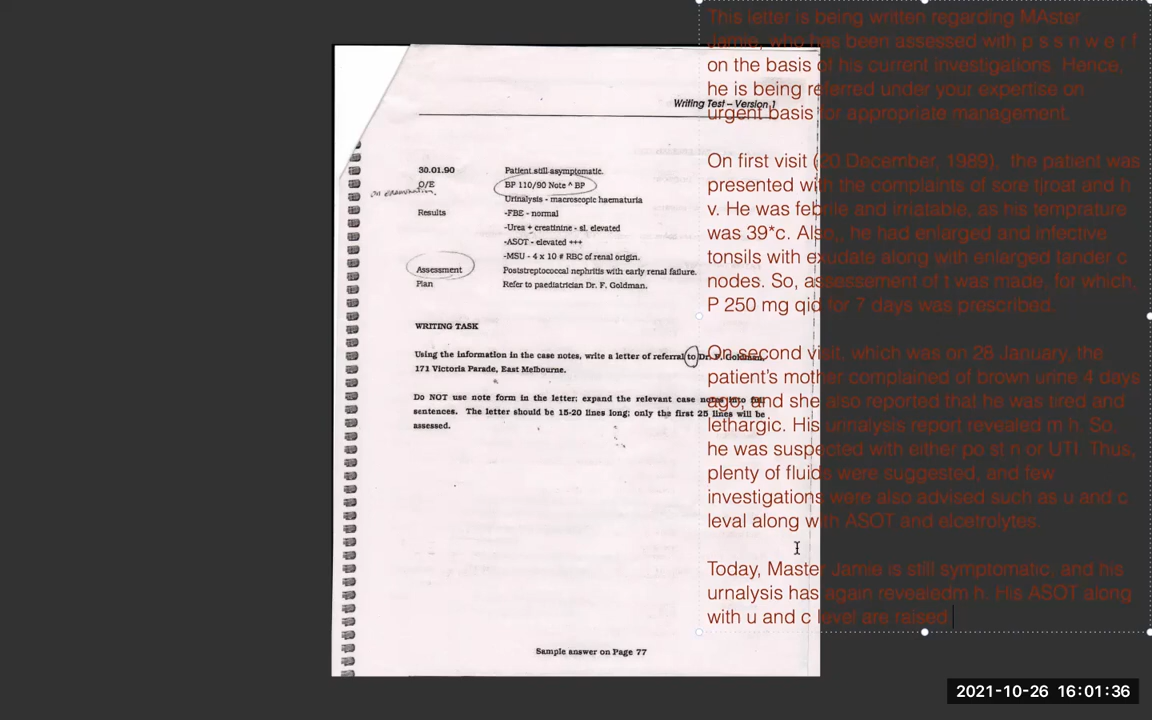 Writing Test – Version 1
30.01.90 Patient still asymptomatic.
O/E BP 110/90 Note ^ BP
on examination
Urinalysis - macroscopic haematuria
Results -FBE - normal
-Urea + creatinine - sl. elevated
-ASOT - elevated +++
-MSU - 4 x 10 # RBC of renal origin.
Assessment Poststreptococcal nephritis with early renal failure.
Plan Refer to paediatrician Dr. F. Goldman.
WRITING TASK
Using the information in the case notes, write a letter of referral to Dr. F. Goldman,
171 Victoria Parade, East Melbourne.
Do NOT use note form in the letter; expand the relevant case notes into full
sentences. The letter should be 15-20 lines long; only the first 25 lines will be
assessed.
Sample answer on Page 77
This letter is being written regarding MAster
Jamie, who has been assessed with p s s n w e r f
on the basis of his current investigations. Hence,
he is being referred under your expertise on
urgent basis for appropriate management.
On first visit (20 December, 1989), the patient was
presented with the complaints of sore tjroat and h
v. He was febrile and irriatable, as his temprature
was 39*c. Also,, he had enlarged and infective
tonsils with exudate along with enlarged tander c
nodes. So, assessement of t was made, for which,
P 250 mg qid for 7 days was prescribed.
On second visit, which was on 28 January, the
patient's mother complained of brown urine 4 days
ago, and she also reported that he was tired and
lethargic. His urinalysis report revealed m h. So,
he was suspected with either po st n or UTI. Thus,
plenty of fluids were suggested, and few
investigations were also advised such as u and c
leval along with ASOT and elcetrolytes.
Today, Master Jamie is still symptomatic, and his
urnalysis has again revealedm h. His ASOT along
with u and c level are raised
2021-10-26 16:01:36